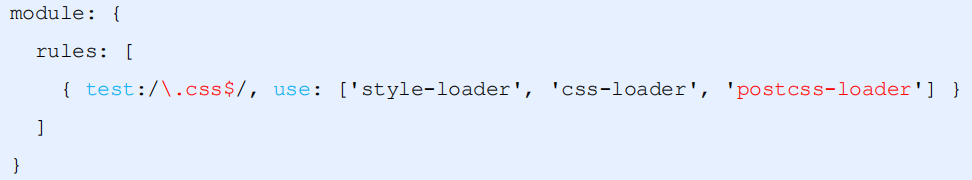 module: {
  rules: [
    { test:/\.css$/, use: ['style-loader', 'css-loader', 'postcss-loader'] }
  ]
}